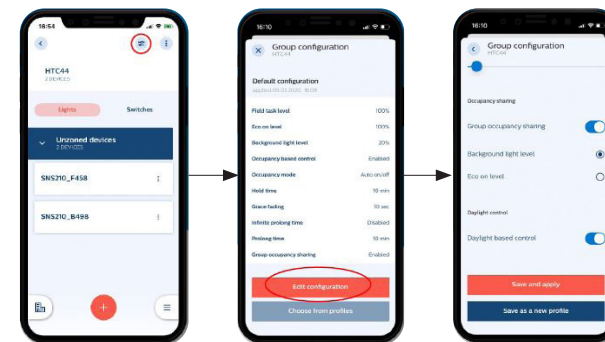 16:54
HTC44
2 DEVICES
Lights
Switches
Unzoned devices
2 DEVICES
SNS210_F458
SNS210_B498
16:10
Group configuration
HTC44
Default configuration
Field task level 100%
Eco on level 100%
Background light level 20%
Occupancy based control Enabled
Occupancy mode Auto on/off
Hold time 10 min
Grace fading 10 sec
Infinite prolong time Disabled
Prolong time 10 min
Group occupancy sharing Enabled
Edit configuration
Choose from profiles
16:10
Group configuration
HTC44
Occupancy sharing
Group occupancy sharing
Background light level
Eco on level
Daylight control
Daylight based control
Save and apply
Save as a new profile